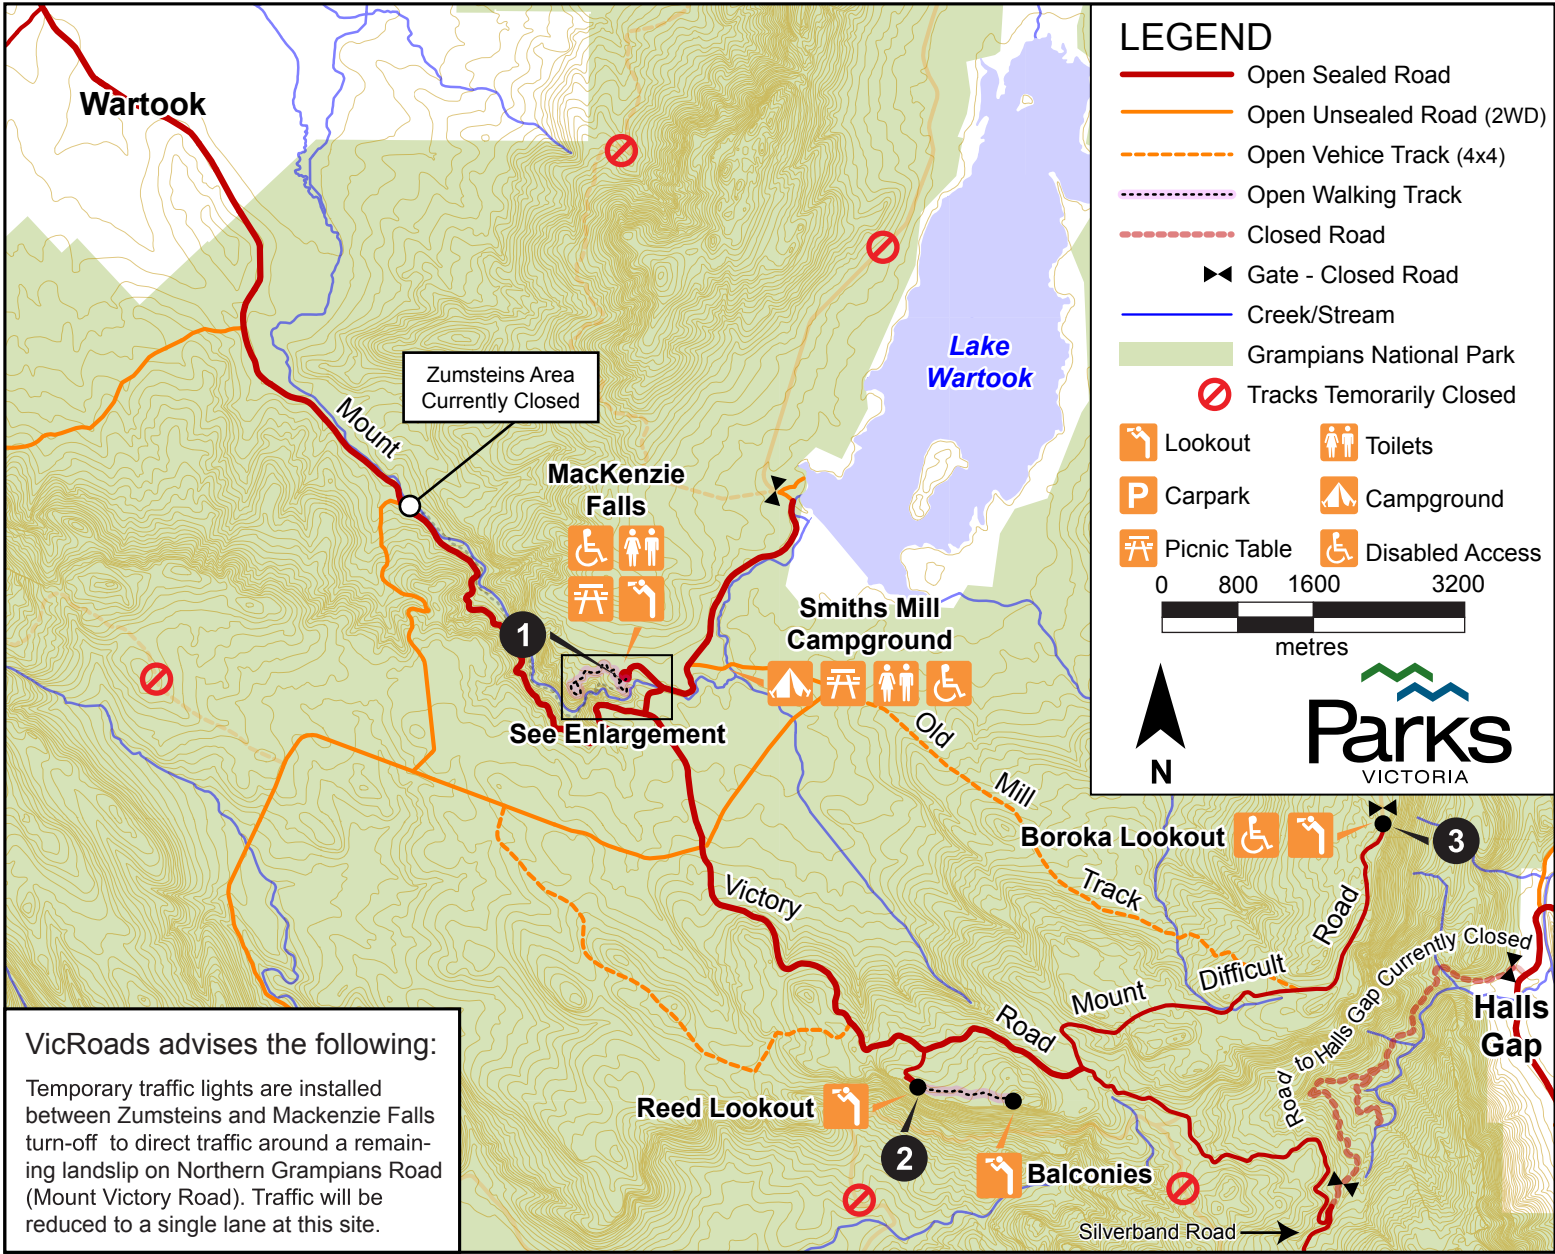 Wartook
Zumsteins Area
Currently Closed
Mount
MacKenzie
Falls
1
See Enlargement
Lake
Wartook
Smiths Mill
Campground
Old
Mill
Track
Victory
Road
Mount
Difficult
Road
Boroka Lookout
3
Road to Halls Gap Currently Closed
Halls
Gap
Reed Lookout
2
Balconies
Silverband Road
LEGEND
Open Sealed Road
Open Unsealed Road (2WD)
Open Vehice Track (4x4)
Open Walking Track
Closed Road
Gate - Closed Road
Creek/Stream
Grampians National Park
Tracks Temorarily Closed
Lookout
Toilets
P
Carpark
Campground
Picnic Table
Disabled Access
0 800 1600 3200
metres
N
Parks
VICTORIA
VicRoads advises the following:
Temporary traffic lights are installed
between Zumsteins and Mackenzie Falls
turn-off to direct traffic around a remain-
ing landslip on Northern Grampians Road
(Mount Victory Road). Traffic will be
reduced to a single lane at this site.